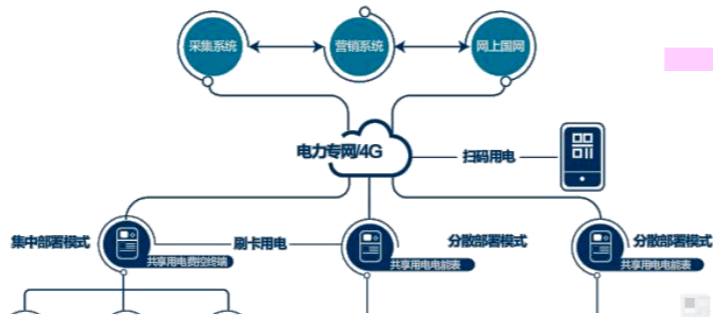 采集系统
营销系统
网上国网
电力专网/4G
扫码用电
集中部署模式
刷卡用电
分散部署模式
分散部署模式
共享用电费控终端
共享用电电能表
共享用电电能表